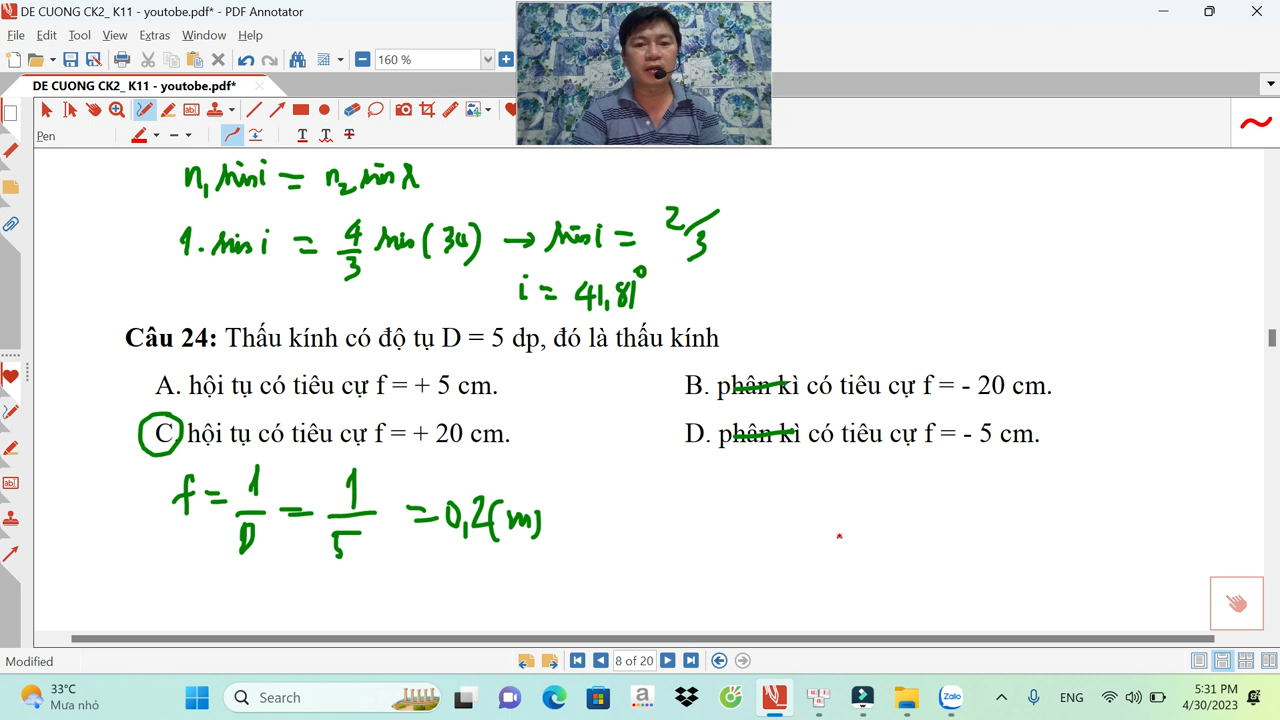 DE CUONG CK2_ K11 - youtobe.pdf* - PDF Annotator
File Edit Tool View Extras Window Help
160 %
DE CUONG CK2_ K11 - youtobe.pdf*
Pen
n₁ sin i = n₂ sin r
1. sin i = 4/3 sin(30) → sin i = 2/3
i = 41,81°
Câu 24: Thấu kính có độ tụ D = 5 dp, đó là thấu kính
A. hội tụ có tiêu cự f = + 5 cm.
B. phân kì có tiêu cự f = - 20 cm.
C. hội tụ có tiêu cự f = + 20 cm.
D. phân kì có tiêu cự f = - 5 cm.
f = 1/D = 1/5 = 0,2 (m)
Modified
8 of 20
33°C
Mưa nhỏ
Search
a
Zalo
ENG
5:31 PM
4/30/2023